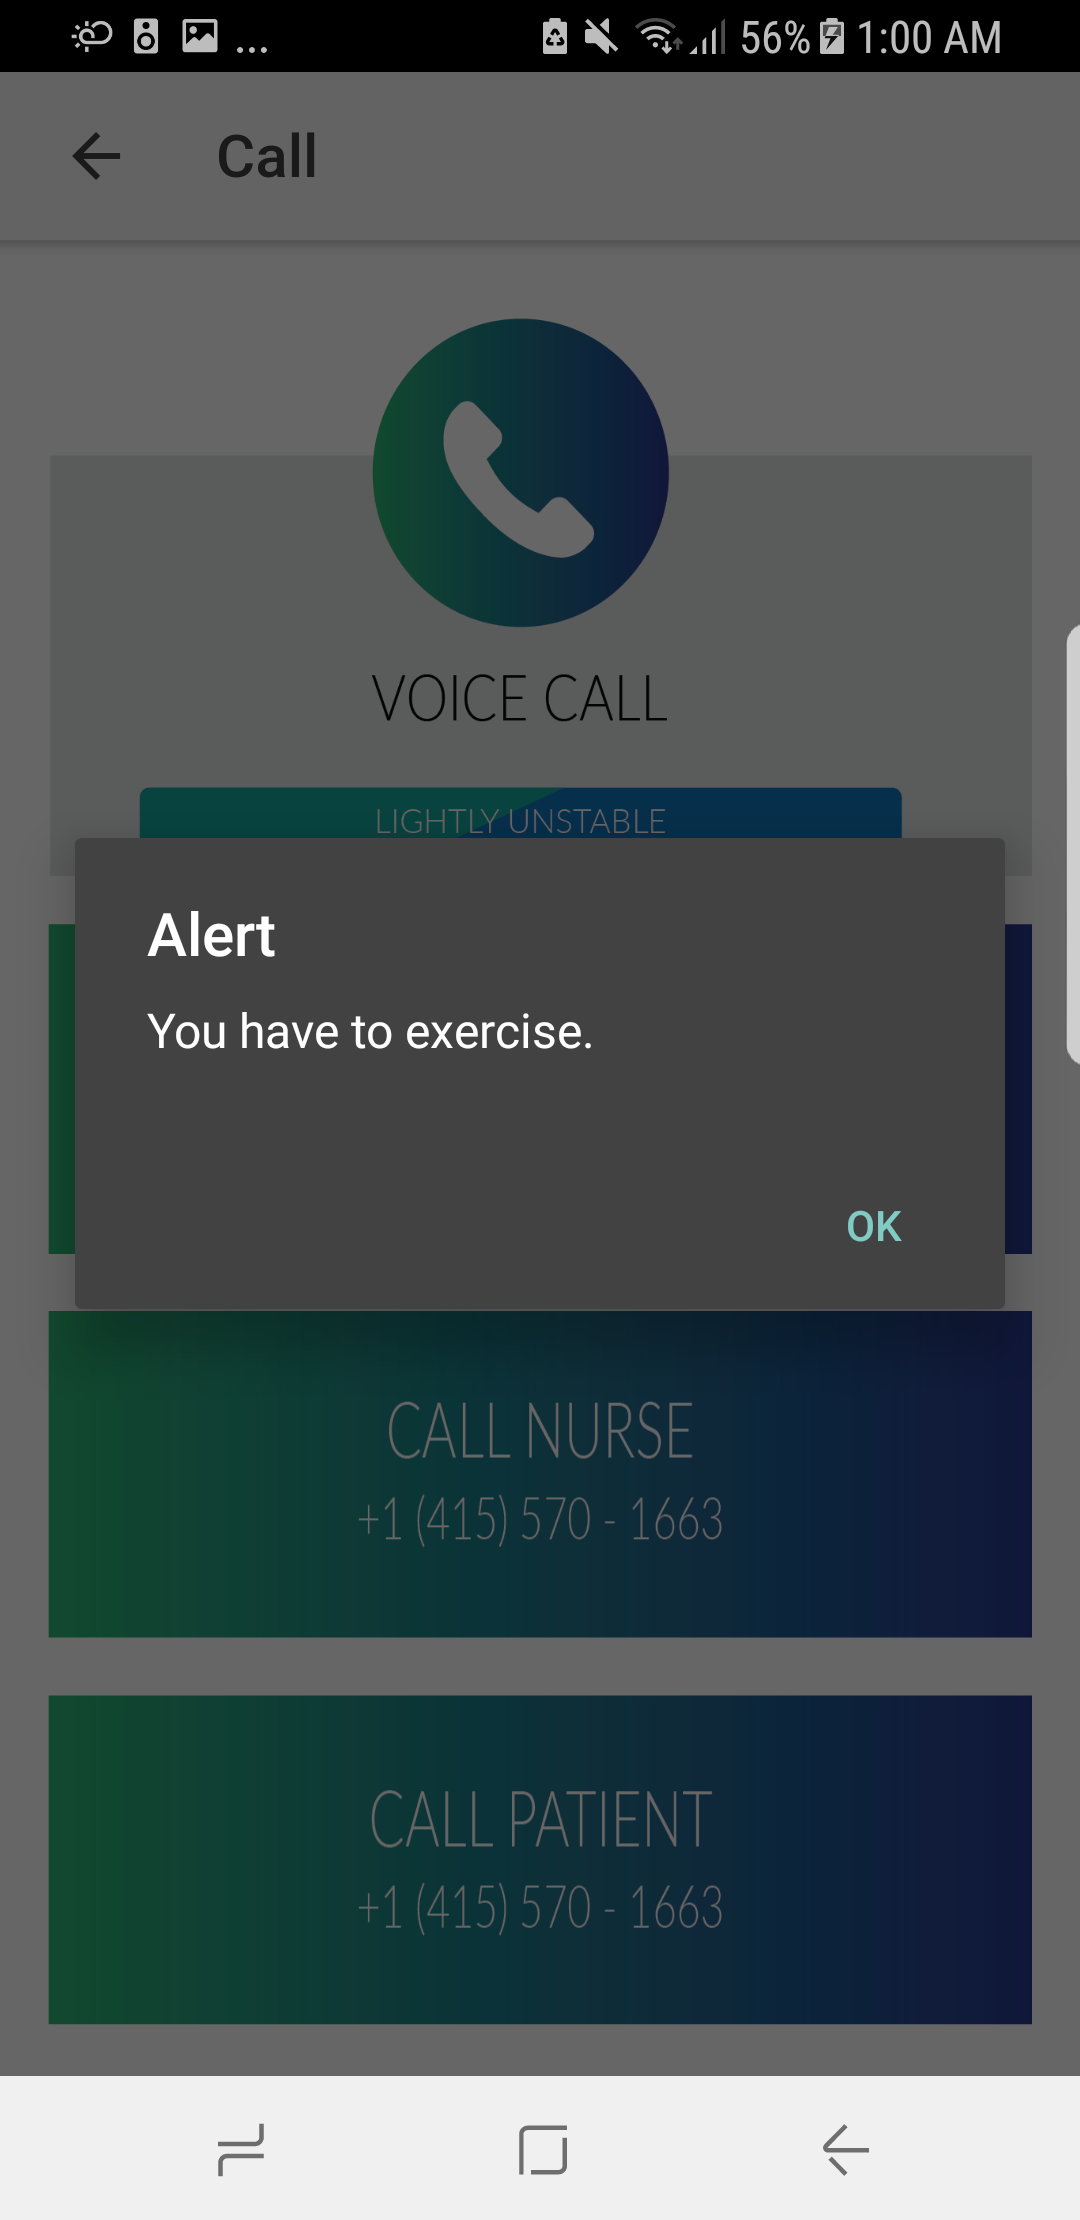 ... 56% 1:00 AM
Call
VOICE CALL
LIGHTLY UNSTABLE
Alert
You have to exercise.
OK
CALL NURSE
+1 (415) 570 - 1663
CALL PATIENT
+1 (415) 570 - 1663